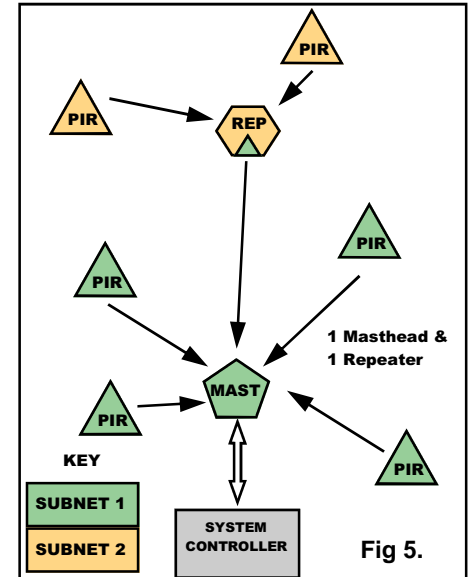 PIR
PIR
REP
PIR
PIR
1 Masthead &
1 Repeater
MAST
PIR
PIR
KEY
SUBNET 1
SUBNET 2
SYSTEM
CONTROLLER
Fig 5.